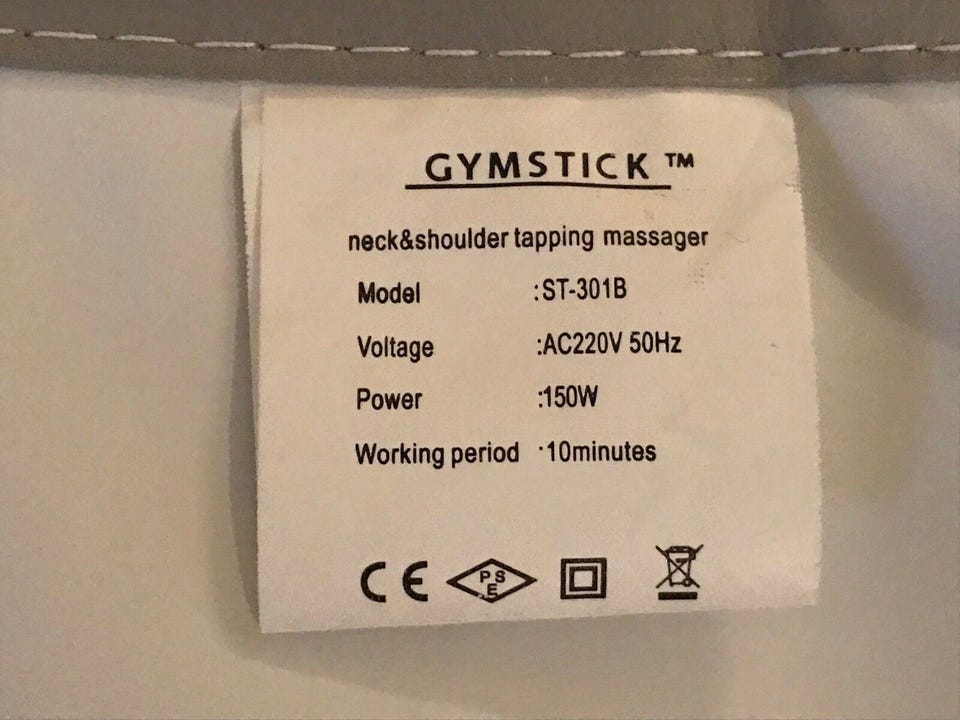 GYMSTICK ™
neck&shoulder tapping massager
Model :ST-301B
Voltage :AC220V 50Hz
Power :150W
Working period :10minutes
CE PSE